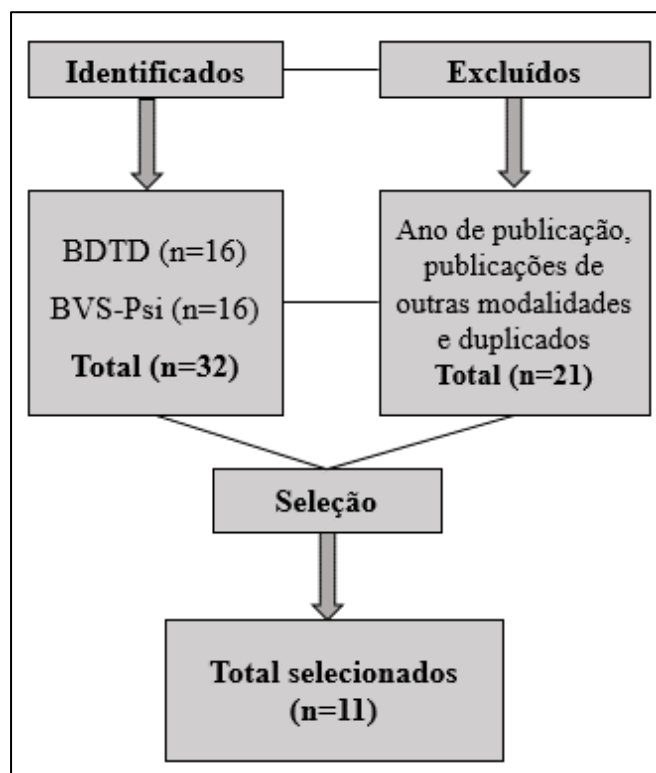 Identificados
Excluídos
BDTD (n=16)
BVS-Psi (n=16)
Total (n=32)
Ano de publicação,
publicações de
outras modalidades
e duplicados
Total (n=21)
Seleção
Total selecionados
(n=11)